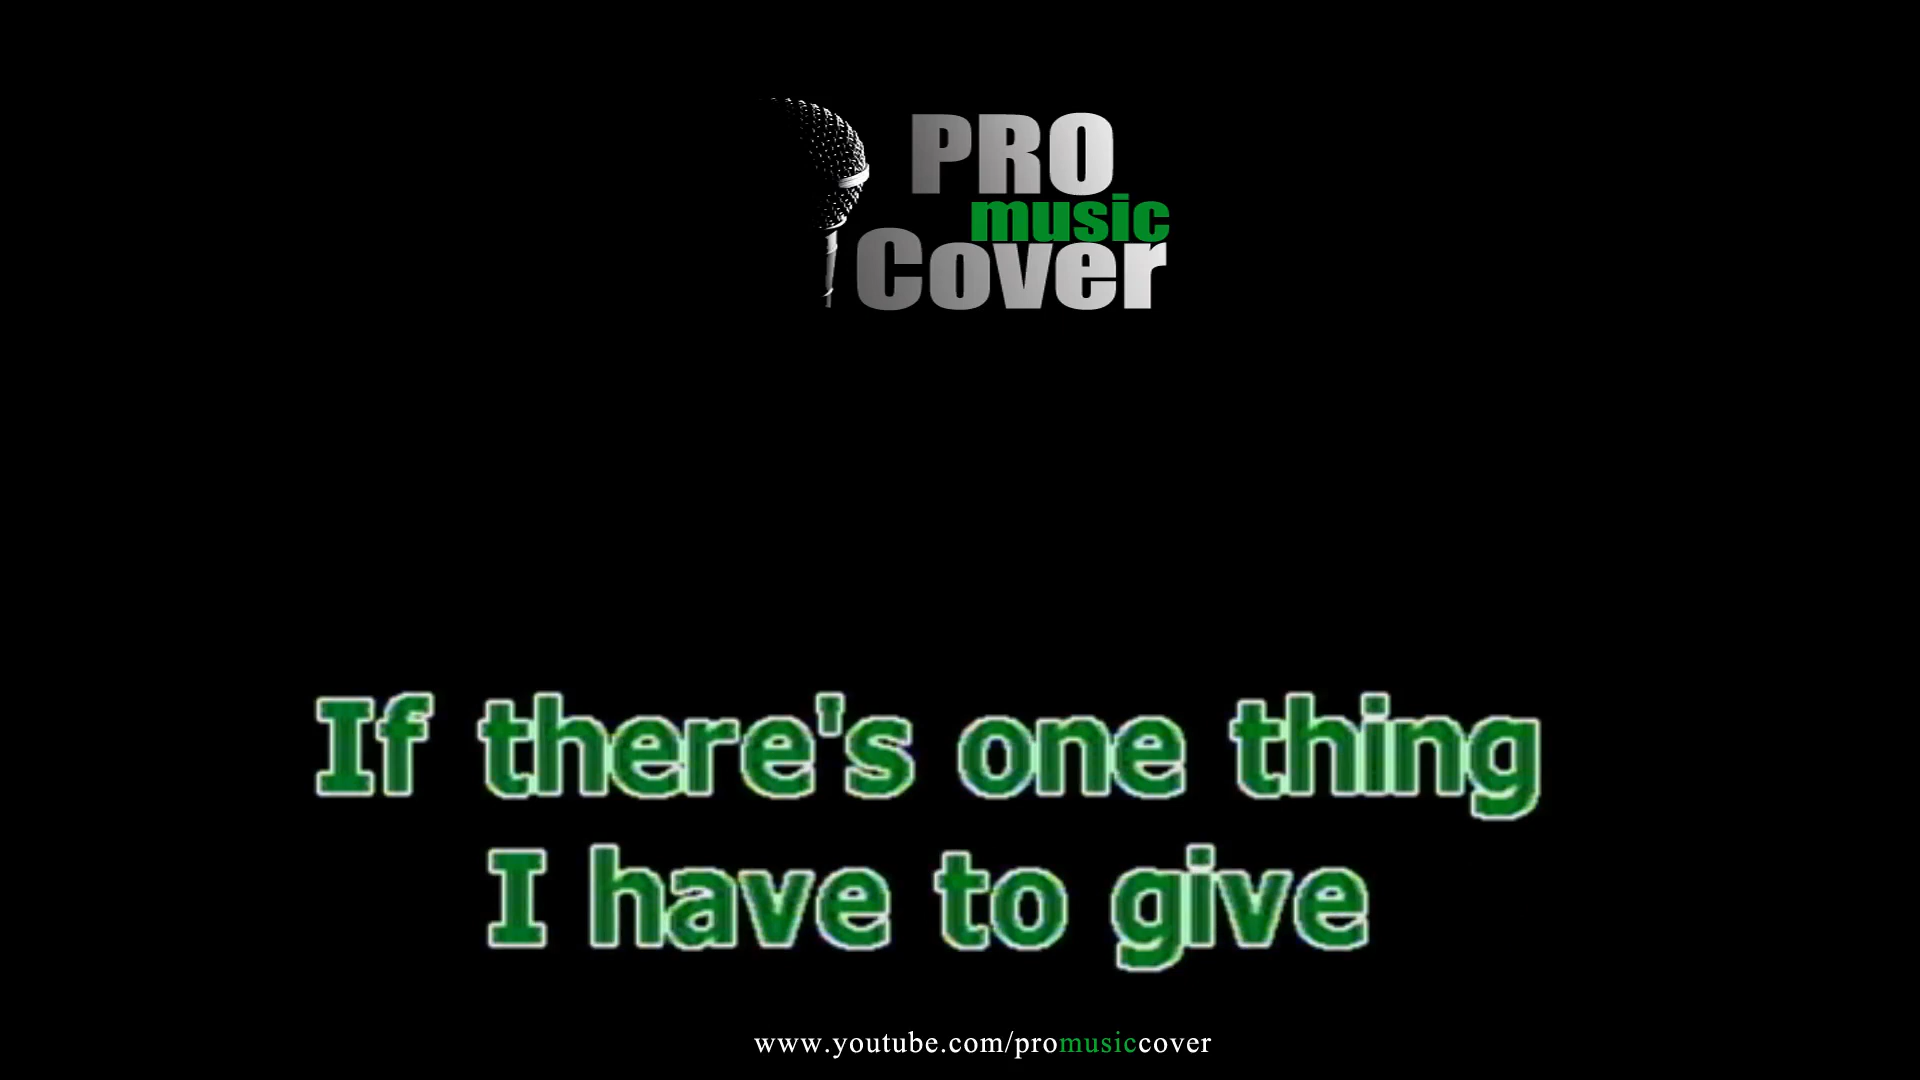 PRO
music
Cover
If there's one thing
I have to give
www.youtube.com/promusiccover